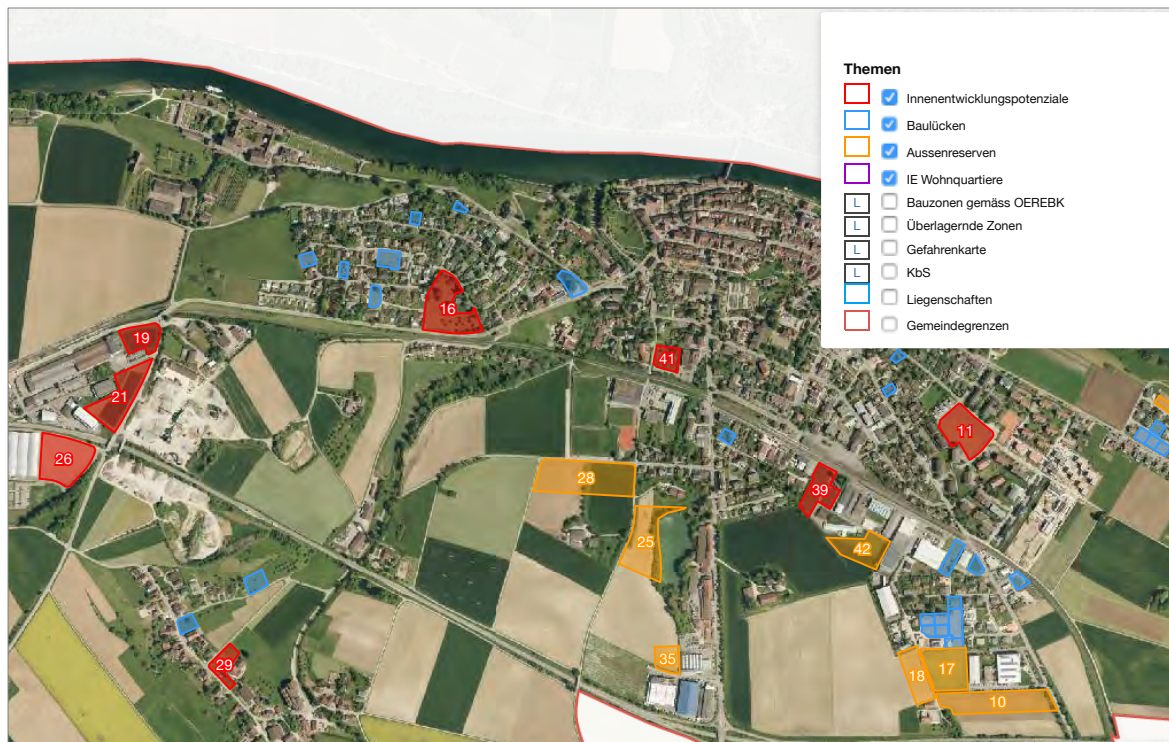 Themen
Innenentwicklungspotenziale
Baulücken
Aussenreserven
IE Wohnquartiere
L Bauzonen gemäss OEREBK
L Überlagernde Zonen
L Gefahrenkarte
L KbS
Liegenschaften
Gemeindegrenzen
16
19
41
21
11
26
28
39
25
42
35
29
18
17
10